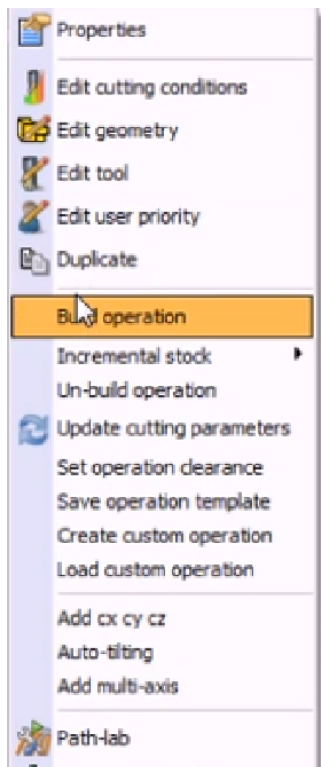 Properties
Edit cutting conditions
Edit geometry
Edit tool
Edit user priority
Duplicate
Build operation
Incremental stock
Un-build operation
Update cutting parameters
Set operation clearance
Save operation template
Create custom operation
Load custom operation
Add cx cy cz
Auto-tilting
Add multi-axis
Path-lab